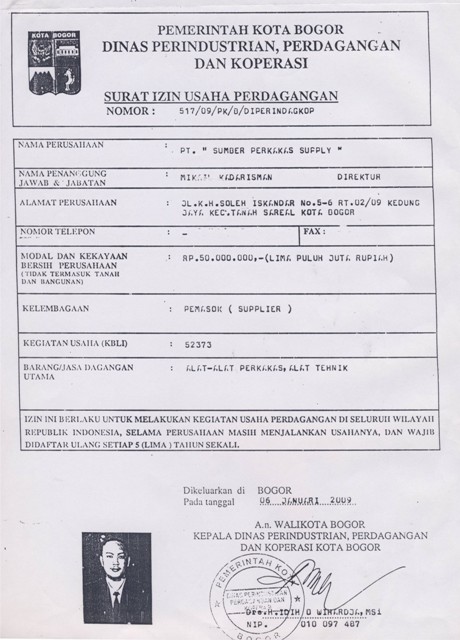 KOTA BOGOR
PEMERINTAH KOTA BOGOR
DINAS PERINDUSTRIAN, PERDAGANGAN
DAN KOPERASI
SURAT IZIN USAHA PERDAGANGAN
NOMOR : 517/09/PK/B/DIPERINDAGKOP
NAMA PERUSAHAAN : PT. " SUMBER PERKAKAS SUPPLY "
NAMA PENANGGUNG JAWAB & JABATAN : KADARISMAN DIREKTUR
ALAMAT PERUSAHAAN : JL.K.H.SOLEH ISKANDAR No.5-6 RT.02/09 KEDUNG
JAYA KEC.TANAH SAREAL KOTA BOGOR
NOMOR TELEPON : – FAX :
MODAL DAN KEKAYAAN : RP.50.000.000,-(LIMA PULUH JUTA RUPIAH)
BERSIH PERUSAHAAN
(TIDAK TERMASUK TANAH
DAN BANGUNAN)
KELEMBAGAAN : PEMASOK ( SUPPLIER )
KEGIATAN USAHA (KBLI) : 52373
BARANG/JASA DAGANGAN : ALAT-ALAT PERKAKAS,ALAT TEHNIK
UTAMA
IZIN INI BERLAKU UNTUK MELAKUKAN KEGIATAN USAHA PERDAGANGAN DI SELURUH WILAYAH
REPUBLIK INDONESIA, SELAMA PERUSAHAAN MASIH MENJALANKAN USAHANYA, DAN WAJIB
DIDAFTAR ULANG SETIAP 5 (LIMA ) TAHUN SEKALI.
Dikeluarkan di BOGOR
Pada tanggal 06 JANUARI 2009
A.n. WALIKOTA BOGOR
KEPALA DINAS PERINDUSTRIAN, PERDAGANGAN
DAN KOPERASI KOTA BOGOR
PEMERINTAH KOTA
DINAS PERINDUSTRIAN
PERDAGANGAN DAN
KOPERASI
BOGOR
Drs.H.IDIH WIHARDJA, MSi
NIP. 010 097 487